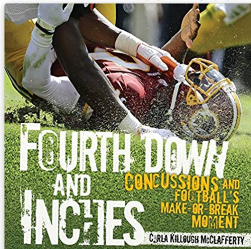 FOURTH DOWN
AND
INCHES
CONCUSSIONS AND
FOOTBALL'S
MAKE-OR-BREAK
MOMENT
CARLA KILLOUGH MCCLAFFERTY